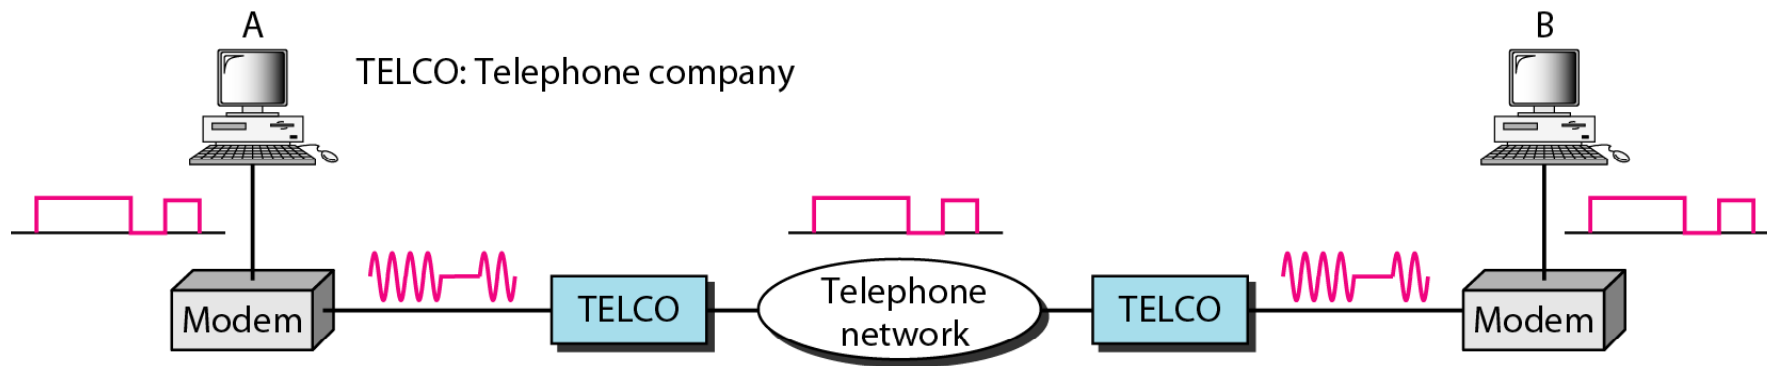 A
B
TELCO: Telephone company
Modem
TELCO
Telephone
network
TELCO
Modem